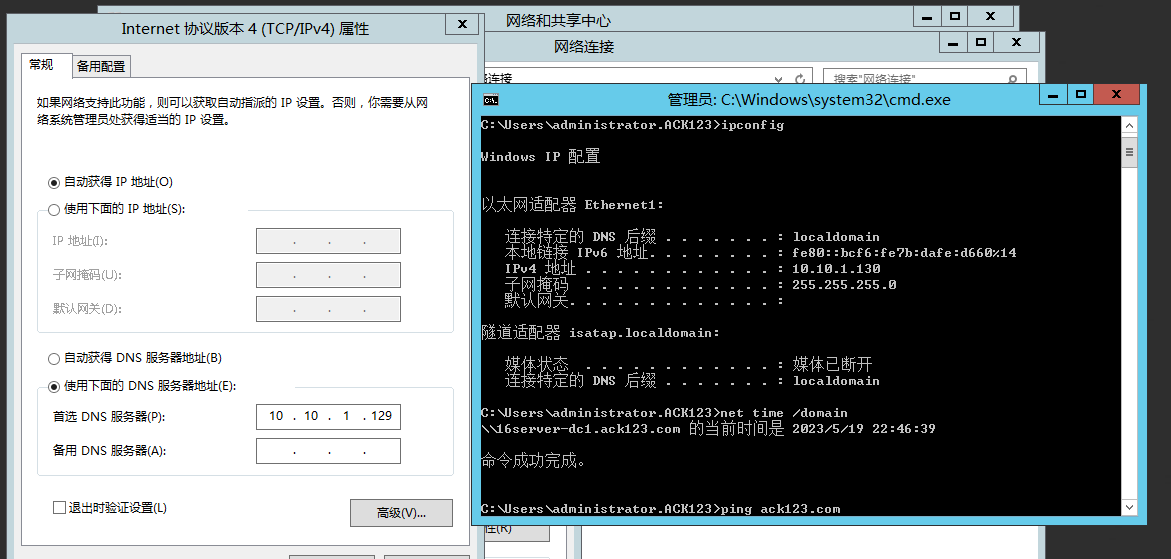 网络和共享中心
网络连接
络连接
搜索"网络连接"
Internet 协议版本 4 (TCP/IPv4) 属性
常规
备用配置
如果网络支持此功能，则可以获取自动指派的 IP 设置。否则，你需要从网
络系统管理员处获得适当的 IP 设置。
自动获得 IP 地址(O)
使用下面的 IP 地址(S):
IP 地址(I):
子网掩码(U):
默认网关(D):
自动获得 DNS 服务器地址(B)
使用下面的 DNS 服务器地址(E):
首选 DNS 服务器(P): 10 . 10 . 1 . 129
备用 DNS 服务器(A):
退出时验证设置(L)
高级(V)...
管理员: C:\Windows\system32\cmd.exe
C:\Users\administrator.ACK123>ipconfig
Windows IP 配置
以太网适配器 Ethernet1:
连接特定的 DNS 后缀 . . . . . . . : localdomain
本地链接 IPv6 地址. . . . . . . . : fe80::bcf6:fe7b:dafe:d660%14
IPv4 地址 . . . . . . . . . . . . : 10.10.1.130
子网掩码  . . . . . . . . . . . . : 255.255.255.0
默认网关. . . . . . . . . . . . . :
隧道适配器 isatap.localdomain:
媒体状态  . . . . . . . . . . . . : 媒体已断开
连接特定的 DNS 后缀 . . . . . . . : localdomain
C:\Users\administrator.ACK123>net time /domain
\\16server-dc1.ack123.com 的当前时间是 2023/5/19 22:46:39
命令成功完成。
C:\Users\administrator.ACK123>ping ack123.com
性(R)